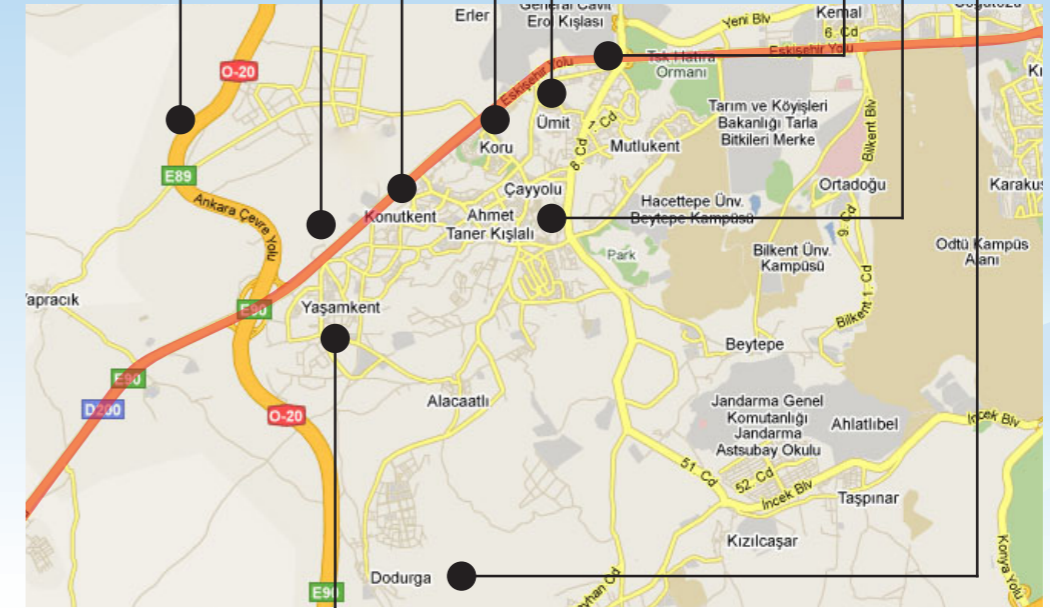 Erler
General Cavit
Erol Kışlası
Yeni Blv
Kemal
6. Cd
Eskişehir Yolu
O-20
Eskişehir Yolu
Tsk Hatıra
Ormanı
Ümit
7. Cd
8. Cd
Mutlukent
Tarım ve Köyişleri
Bakanlığı Tarla
Bitkileri Merke
Bilkent Blv
Koru
E89
Çayyolu
Ortadoğu
Ankara Çevre Yolu
Konutkent
Ahmet
Taner Kışlalı
Hacettepe Ünv.
Beytepe Kampüsü
9. Cd
Park
Bilkent Ünv.
Kampüsü
Odtü Kampüs
Alanı
E90
Yaşamkent
Bilkent 1. Cd
Beytepe
E90
D200
O-20
Alacaatlı
Jandarma Genel
Komutanlığı
Jandarma
Astsubay Okulu
Ahlatlıbel
İncek Blv
51. Cd
52. Cd
İncek Blv
Taşpınar
Kızılcaşar
Konya Yolu
Dodurga
E90